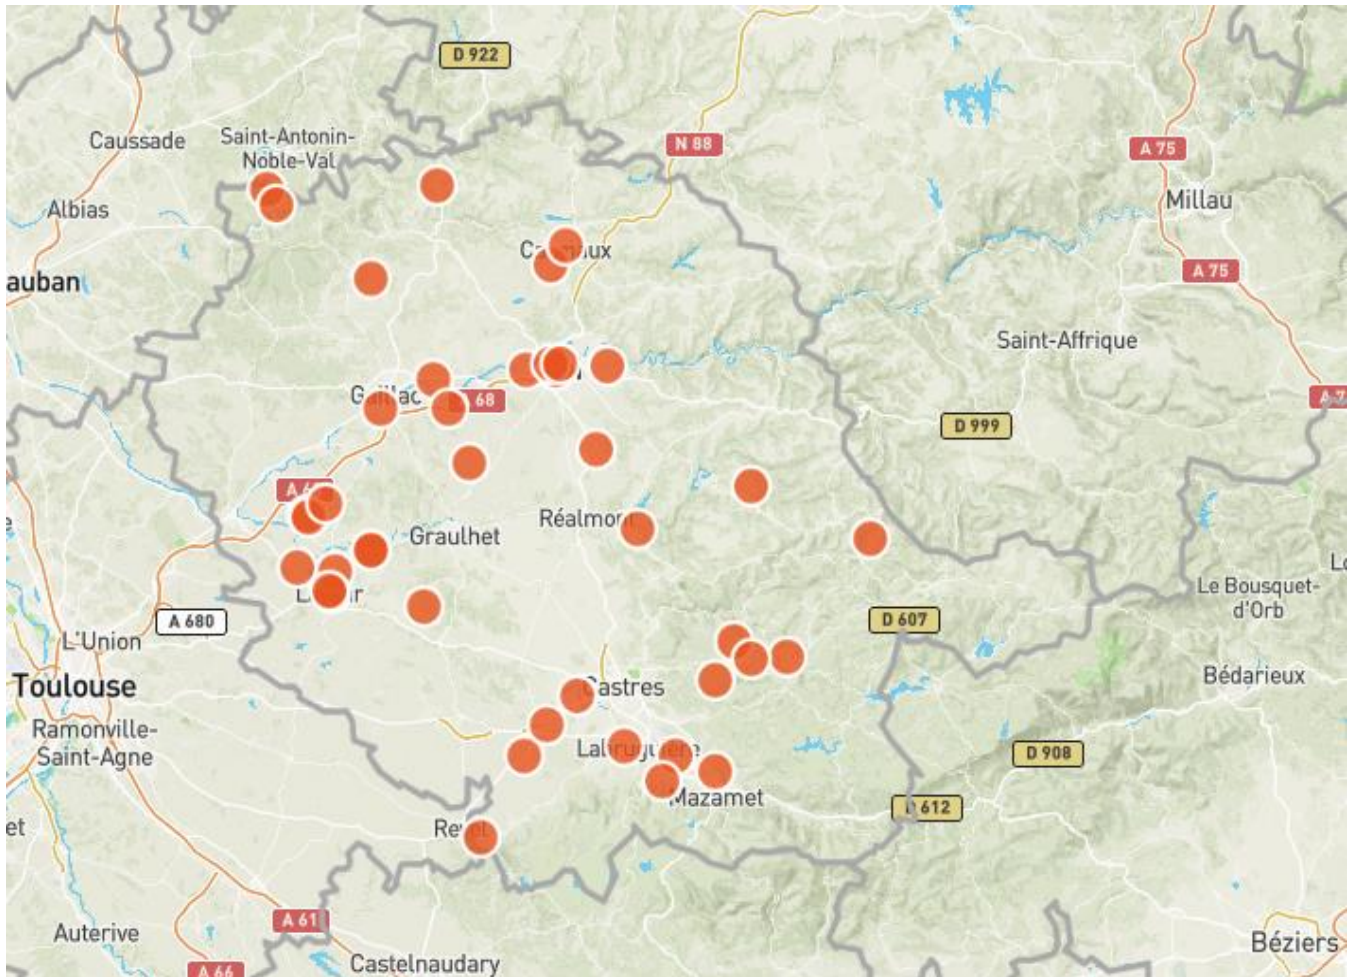 D 922
Caussade
Saint-Antonin-
Noble-Val
N 88
A 75
Albias
Millau
auban
A 75
Saint-Affrique
68
D 999
Réalmont
Graulhet
Le Bousquet-
d'Orb
A 680
D 607
L'Union
Toulouse
Castres
Bédarieux
Ramonville-
Saint-Agne
D 908
Mazamet
D 612
et
A 61
Auterive
Béziers
Castelnaudary
A 66